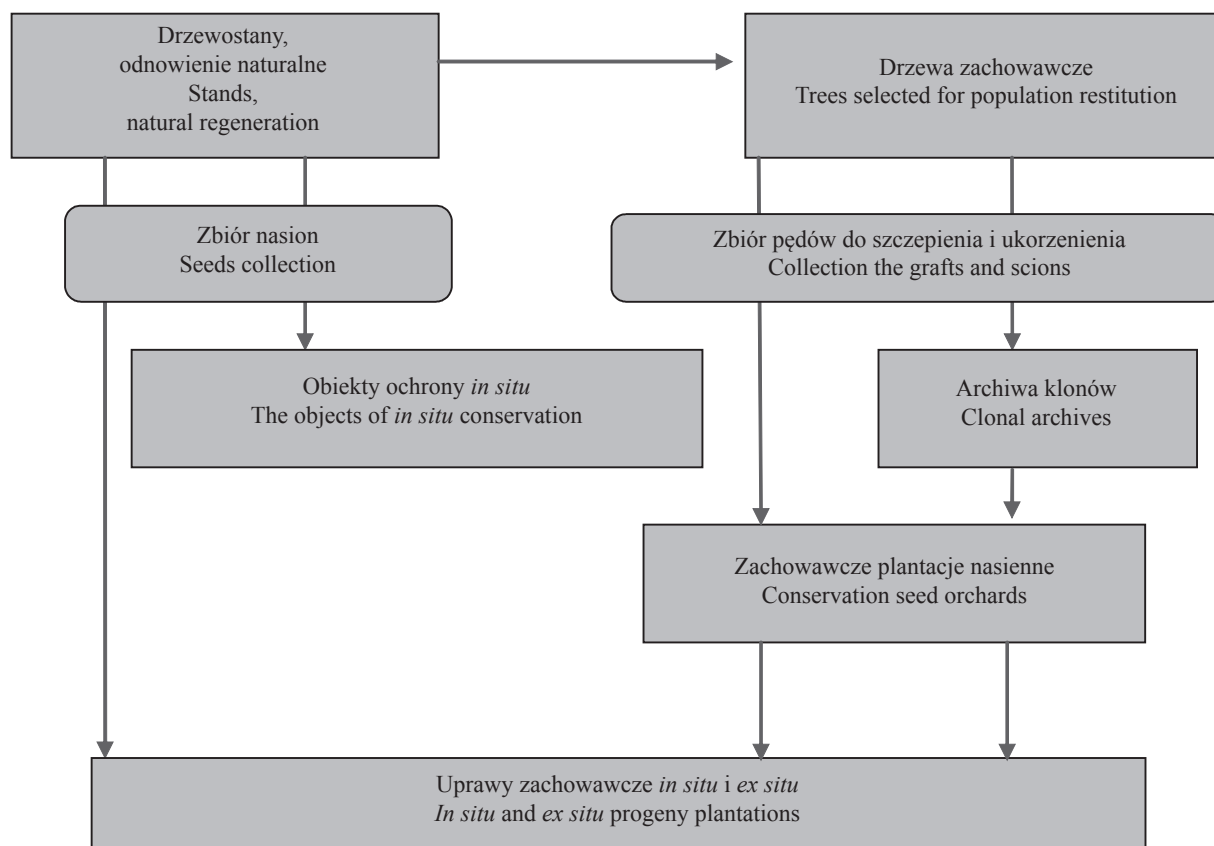 Drzewostany,
odnowienie naturalne
Stands,
natural regeneration
Drzewa zachowawcze
Trees selected for population restitution
Zbiór nasion
Seeds collection
Zbiór pędów do szczepienia i ukorzenienia
Collection the grafts and scions
Obiekty ochrony in situ
The objects of in situ conservation
Archiwa klonów
Clonal archives
Zachowawcze plantacje nasienne
Conservation seed orchards
Uprawy zachowawcze in situ i ex situ
In situ and ex situ progeny plantations